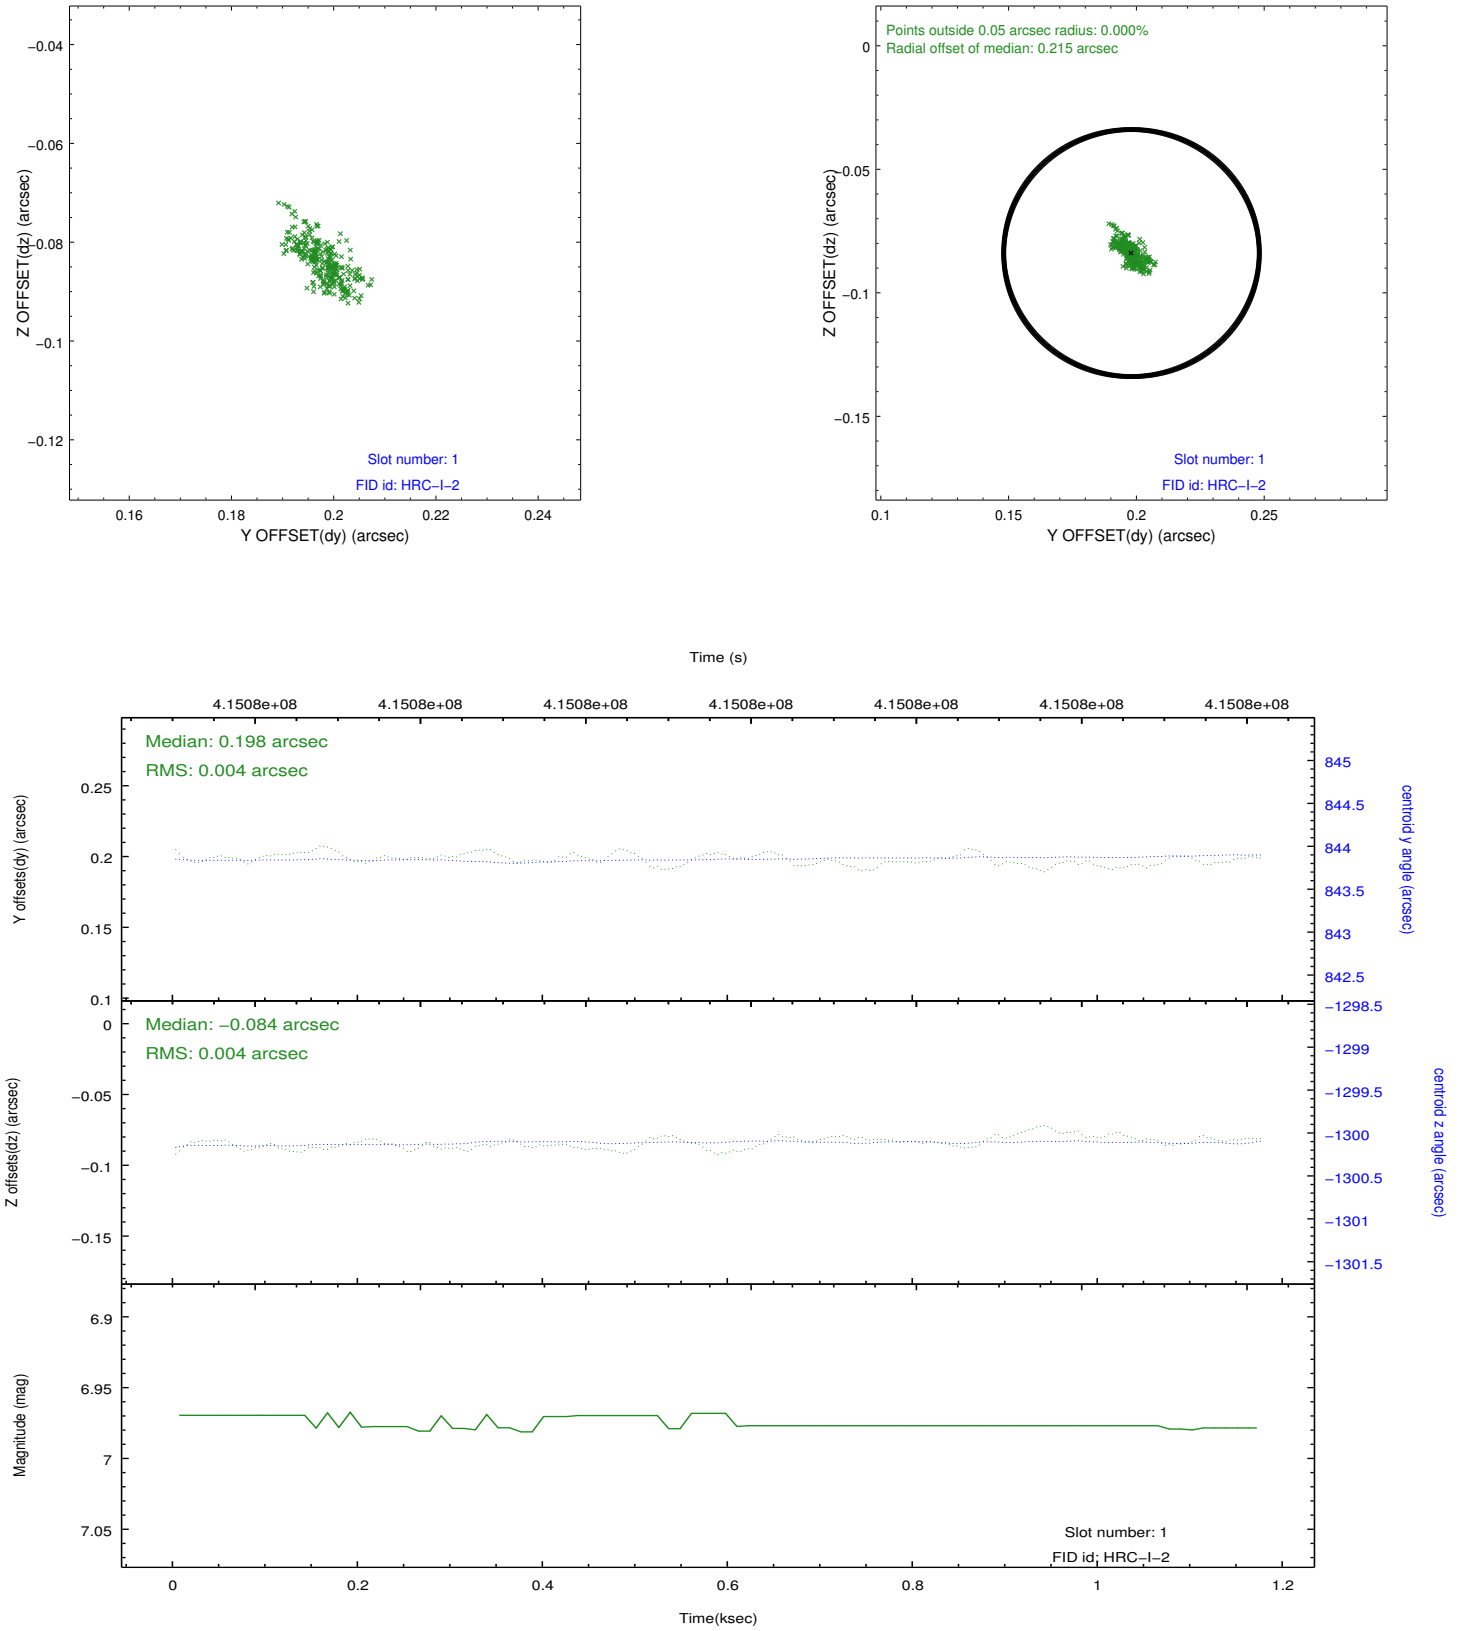 −0.04
−0.06
−0.08
−0.1
−0.12
Z OFFSET(dz) (arcsec)
Slot number: 1
FID id: HRC−I−2
0.16
0.18
0.2
0.22
0.24
Y OFFSET(dy) (arcsec)
Points outside 0.05 arcsec radius: 0.000%
Radial offset of median: 0.215 arcsec
0
−0.05
−0.1
−0.15
Z OFFSET(dz) (arcsec)
Slot number: 1
FID id: HRC−I−2
0.1
0.15
0.2
0.25
Y OFFSET(dy) (arcsec)
Time (s)
4.1508e+08
4.1508e+08
4.1508e+08
4.1508e+08
4.1508e+08
4.1508e+08
4.1508e+08
Median: 0.198 arcsec
RMS: 0.004 arcsec
0.25
0.2
0.15
0.1
Y offsets(dy) (arcsec)
845
844.5
844
843.5
843
842.5
centroid y angle (arcsec)
Median: −0.084 arcsec
RMS: 0.004 arcsec
0
−0.05
−0.1
−0.15
Z offsets(dz) (arcsec)
−1298.5
−1299
−1299.5
−1300
−1300.5
−1301
−1301.5
centroid z angle (arcsec)
6.9
6.95
7
7.05
Magnitude (mag)
Slot number: 1
FID id: HRC−I−2
0
0.2
0.4
0.6
0.8
1
1.2
Time(ksec)